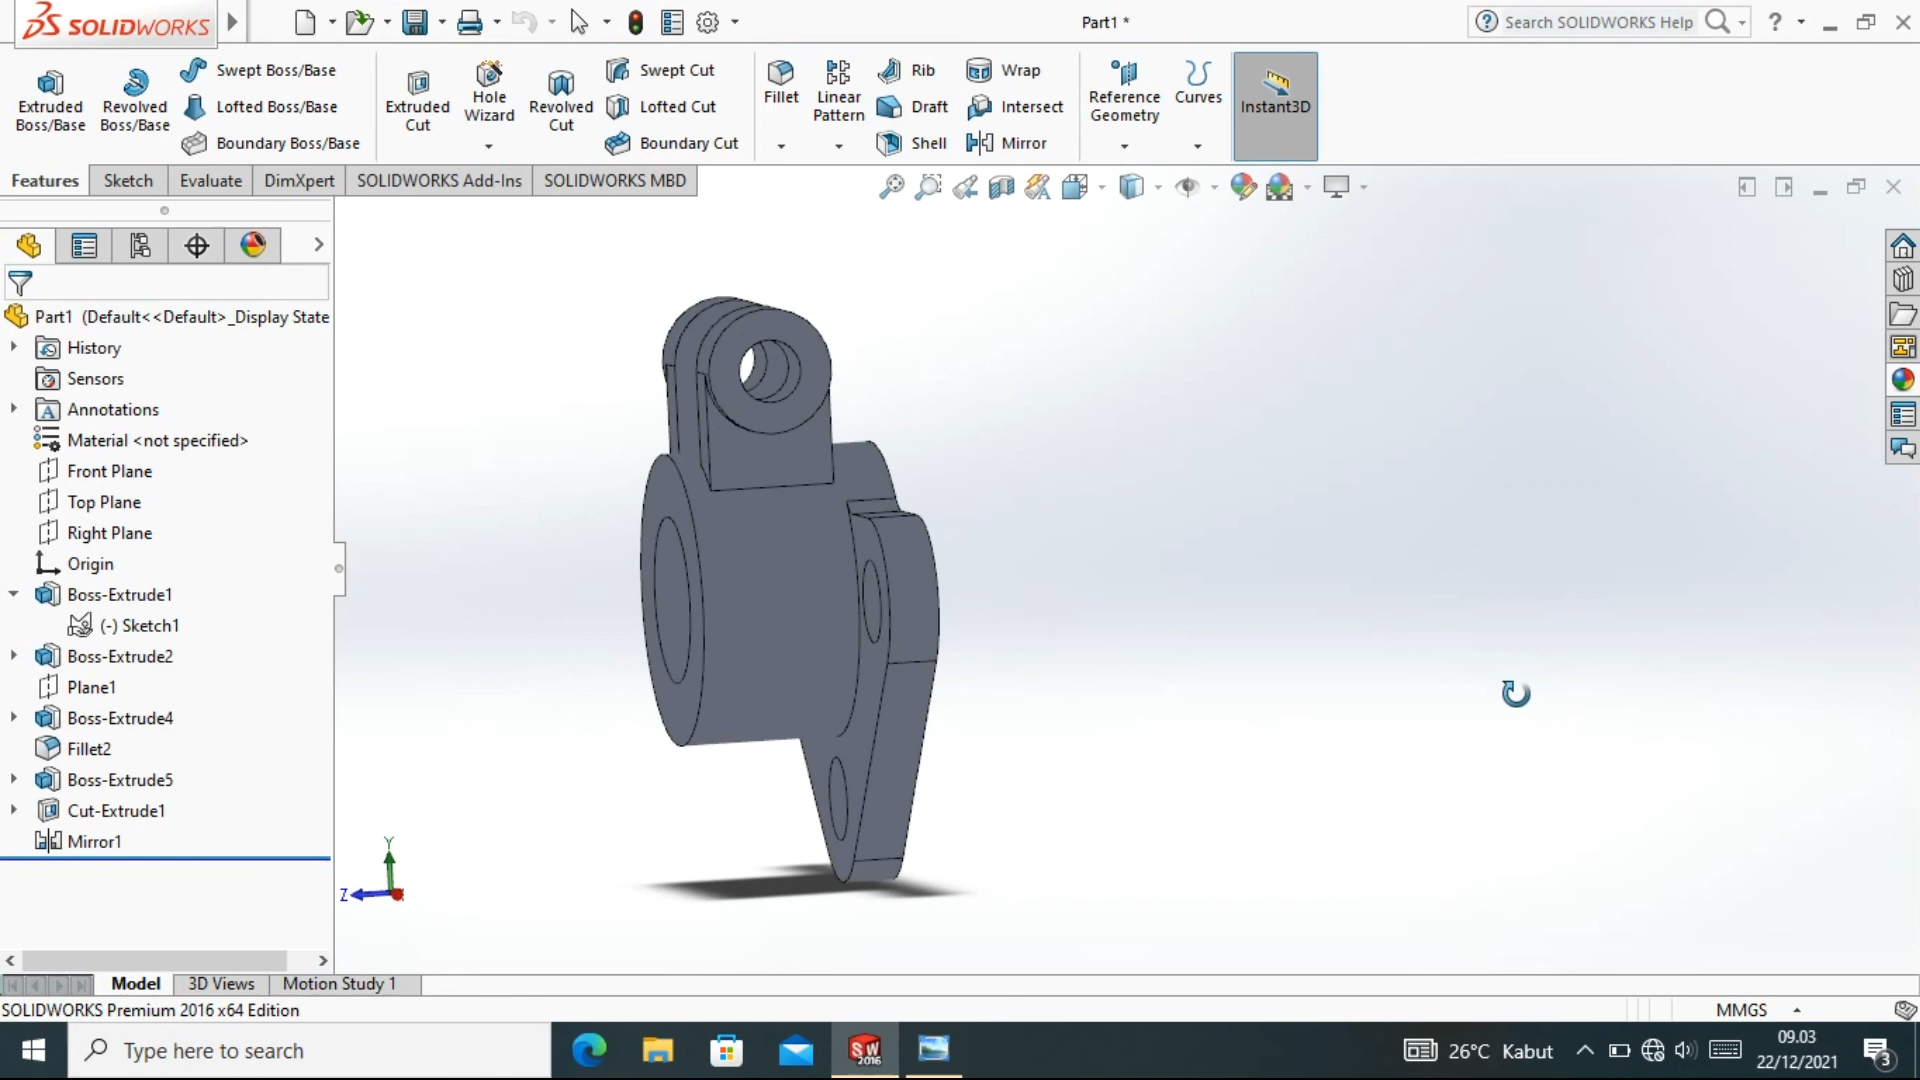 SOLIDWORKS
Part1 *
Search SOLIDWORKS Help
?
Extruded Boss/Base
Revolved Boss/Base
Swept Boss/Base
Lofted Boss/Base
Boundary Boss/Base
Extruded Cut
Hole Wizard
Revolved Cut
Swept Cut
Lofted Cut
Boundary Cut
Fillet
Linear Pattern
Rib
Draft
Shell
Wrap
Intersect
Mirror
Reference Geometry
Curves
Instant3D
Features
Sketch
Evaluate
DimXpert
SOLIDWORKS Add-Ins
SOLIDWORKS MBD
Part1 (Default<<Default>_Display State
History
Sensors
Annotations
Material <not specified>
Front Plane
Top Plane
Right Plane
Origin
Boss-Extrude1
(-) Sketch1
Boss-Extrude2
Plane1
Boss-Extrude4
Fillet2
Boss-Extrude5
Cut-Extrude1
Mirror1
Y
Z
Model
3D Views
Motion Study 1
SOLIDWORKS Premium 2016 x64 Edition
MMGS
Type here to search
SW
2016
26°C Kabut
09.03
22/12/2021
3